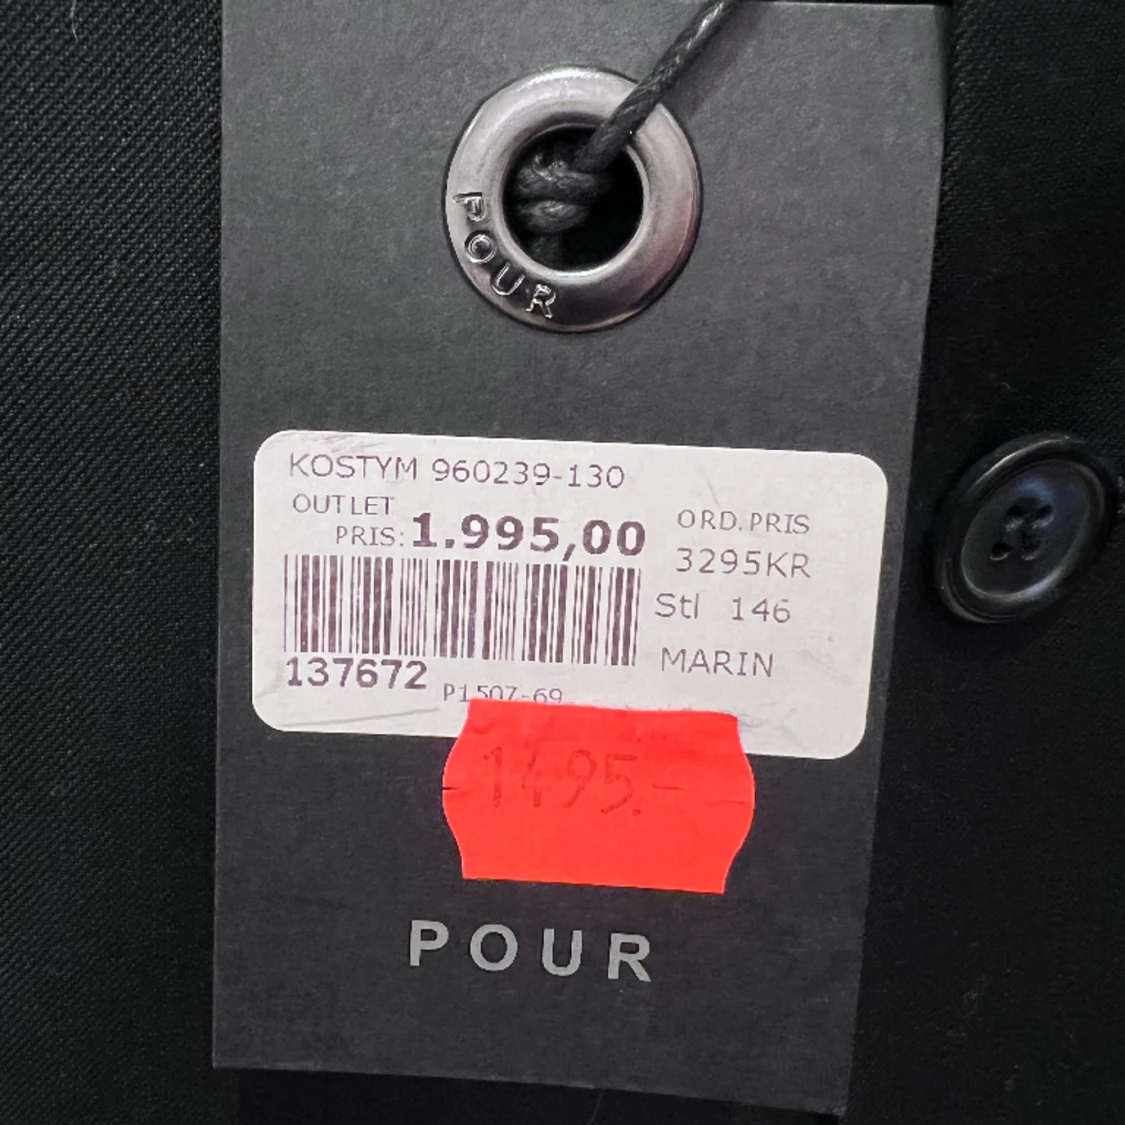 POUR
KOSTYM 960239-130
OUTLET
PRIS: 1.995,00
ORD.PRIS
3295KR
Stl 146
MARIN
137672
P1507-69
1495.-
POUR